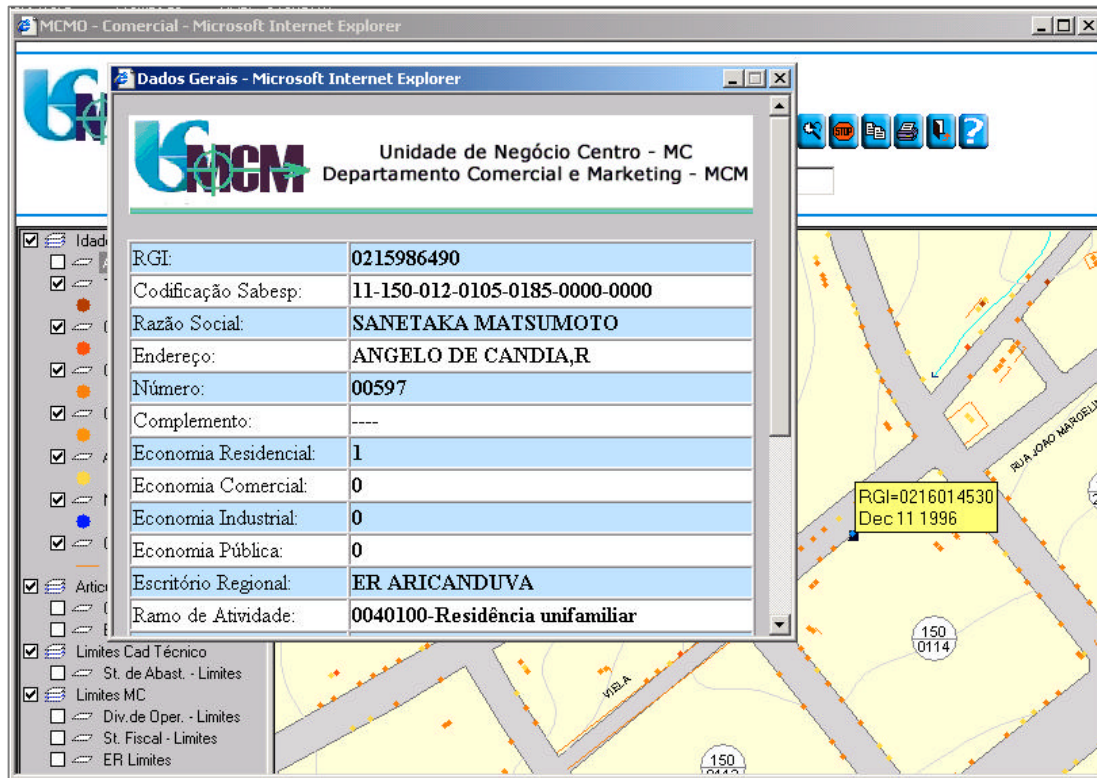 MCMO - Comercial - Microsoft Internet Explorer
Dados Gerais - Microsoft Internet Explorer
MCM
Unidade de Negócio Centro - MC
Departamento Comercial e Marketing - MCM
STOP
RGI: 0215986490
Codificação Sabesp: 11-150-012-0105-0185-0000-0000
Razão Social: SANETAKA MATSUMOTO
Endereço: ANGELO DE CANDIA,R
Número: 00597
Complemento: ----
Economia Residencial: 1
Economia Comercial: 0
Economia Industrial: 0
Economia Pública: 0
Escritório Regional: ER ARICANDUVA
Ramo de Atividade: 0040100-Residência unifamiliar
Limites Cad Técnico
St. de Abast. - Limites
Limites MC
Div.de Oper. - Limites
St. Fiscal - Limites
ER Limites
RUA JOAO
RGI=0216014530
Dec 11 1996
150
0114
VIELA
150